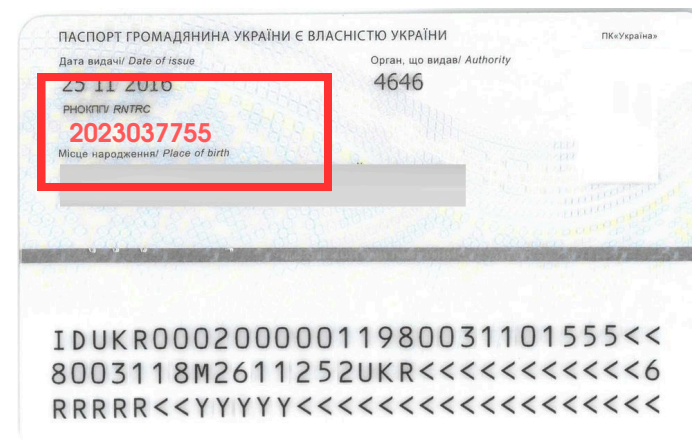 ПАСПОРТ ГРОМАДЯНИНА УКРАЇНИ Є ВЛАСНІСТЮ УКРАЇНИ
ПК«Україна»
Дата видачі/ Date of issue
Орган, що видав/ Authority
25 11 2016
4646
РНОКПП/ RNTRC
2023037755
Місце народження/ Place of birth
IDUKR00020000011980031101555<<
8003118M2611252UKR<<<<<<<<<<<6
RRRRR<<YYYYY<<<<<<<<<<<<<<<<<<